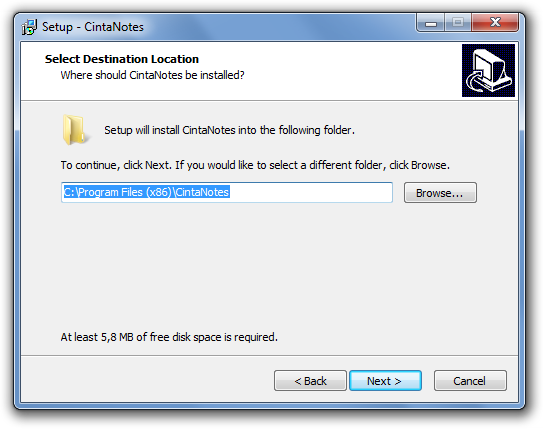 Setup - CintaNotes
Select Destination Location
Where should CintaNotes be installed?
Setup will install CintaNotes into the following folder.
To continue, click Next. If you would like to select a different folder, click Browse.
C:\Program Files (x86)\CintaNotes
Browse...
At least 5,8 MB of free disk space is required.
< Back
Next >
Cancel